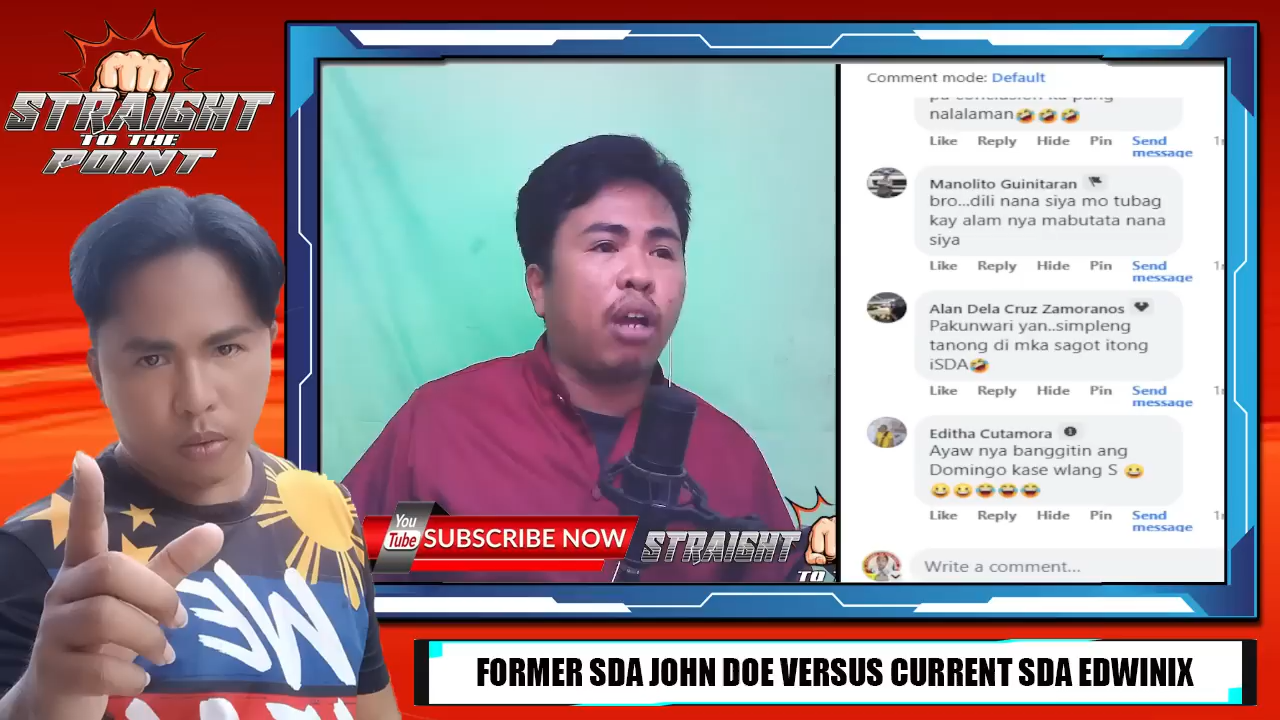 STRAIGHT
TO THE
POINT
Comment mode: Default
nalalaman🤣🤣🤣
Like Reply Hide Pin Send message
Manolito Guinitaran
bro...dili nana siya mo tubag
kay alam nya mabutata nana
siya
Like Reply Hide Pin Send message
Alan Dela Cruz Zamoranos
Pakunwari yan..simpleng
tanong di mka sagot itong
iSDA🤣
Like Reply Hide Pin Send message
Editha Cutamora
Ayaw nya banggitin ang
Domingo kase wlang S 😀
😀😀😂😂😂
Like Reply Hide Pin Send message
Write a comment...
You
Tube
SUBSCRIBE NOW
STRAIGHT
TO
ME
FORMER SDA JOHN DOE VERSUS CURRENT SDA EDWINIX